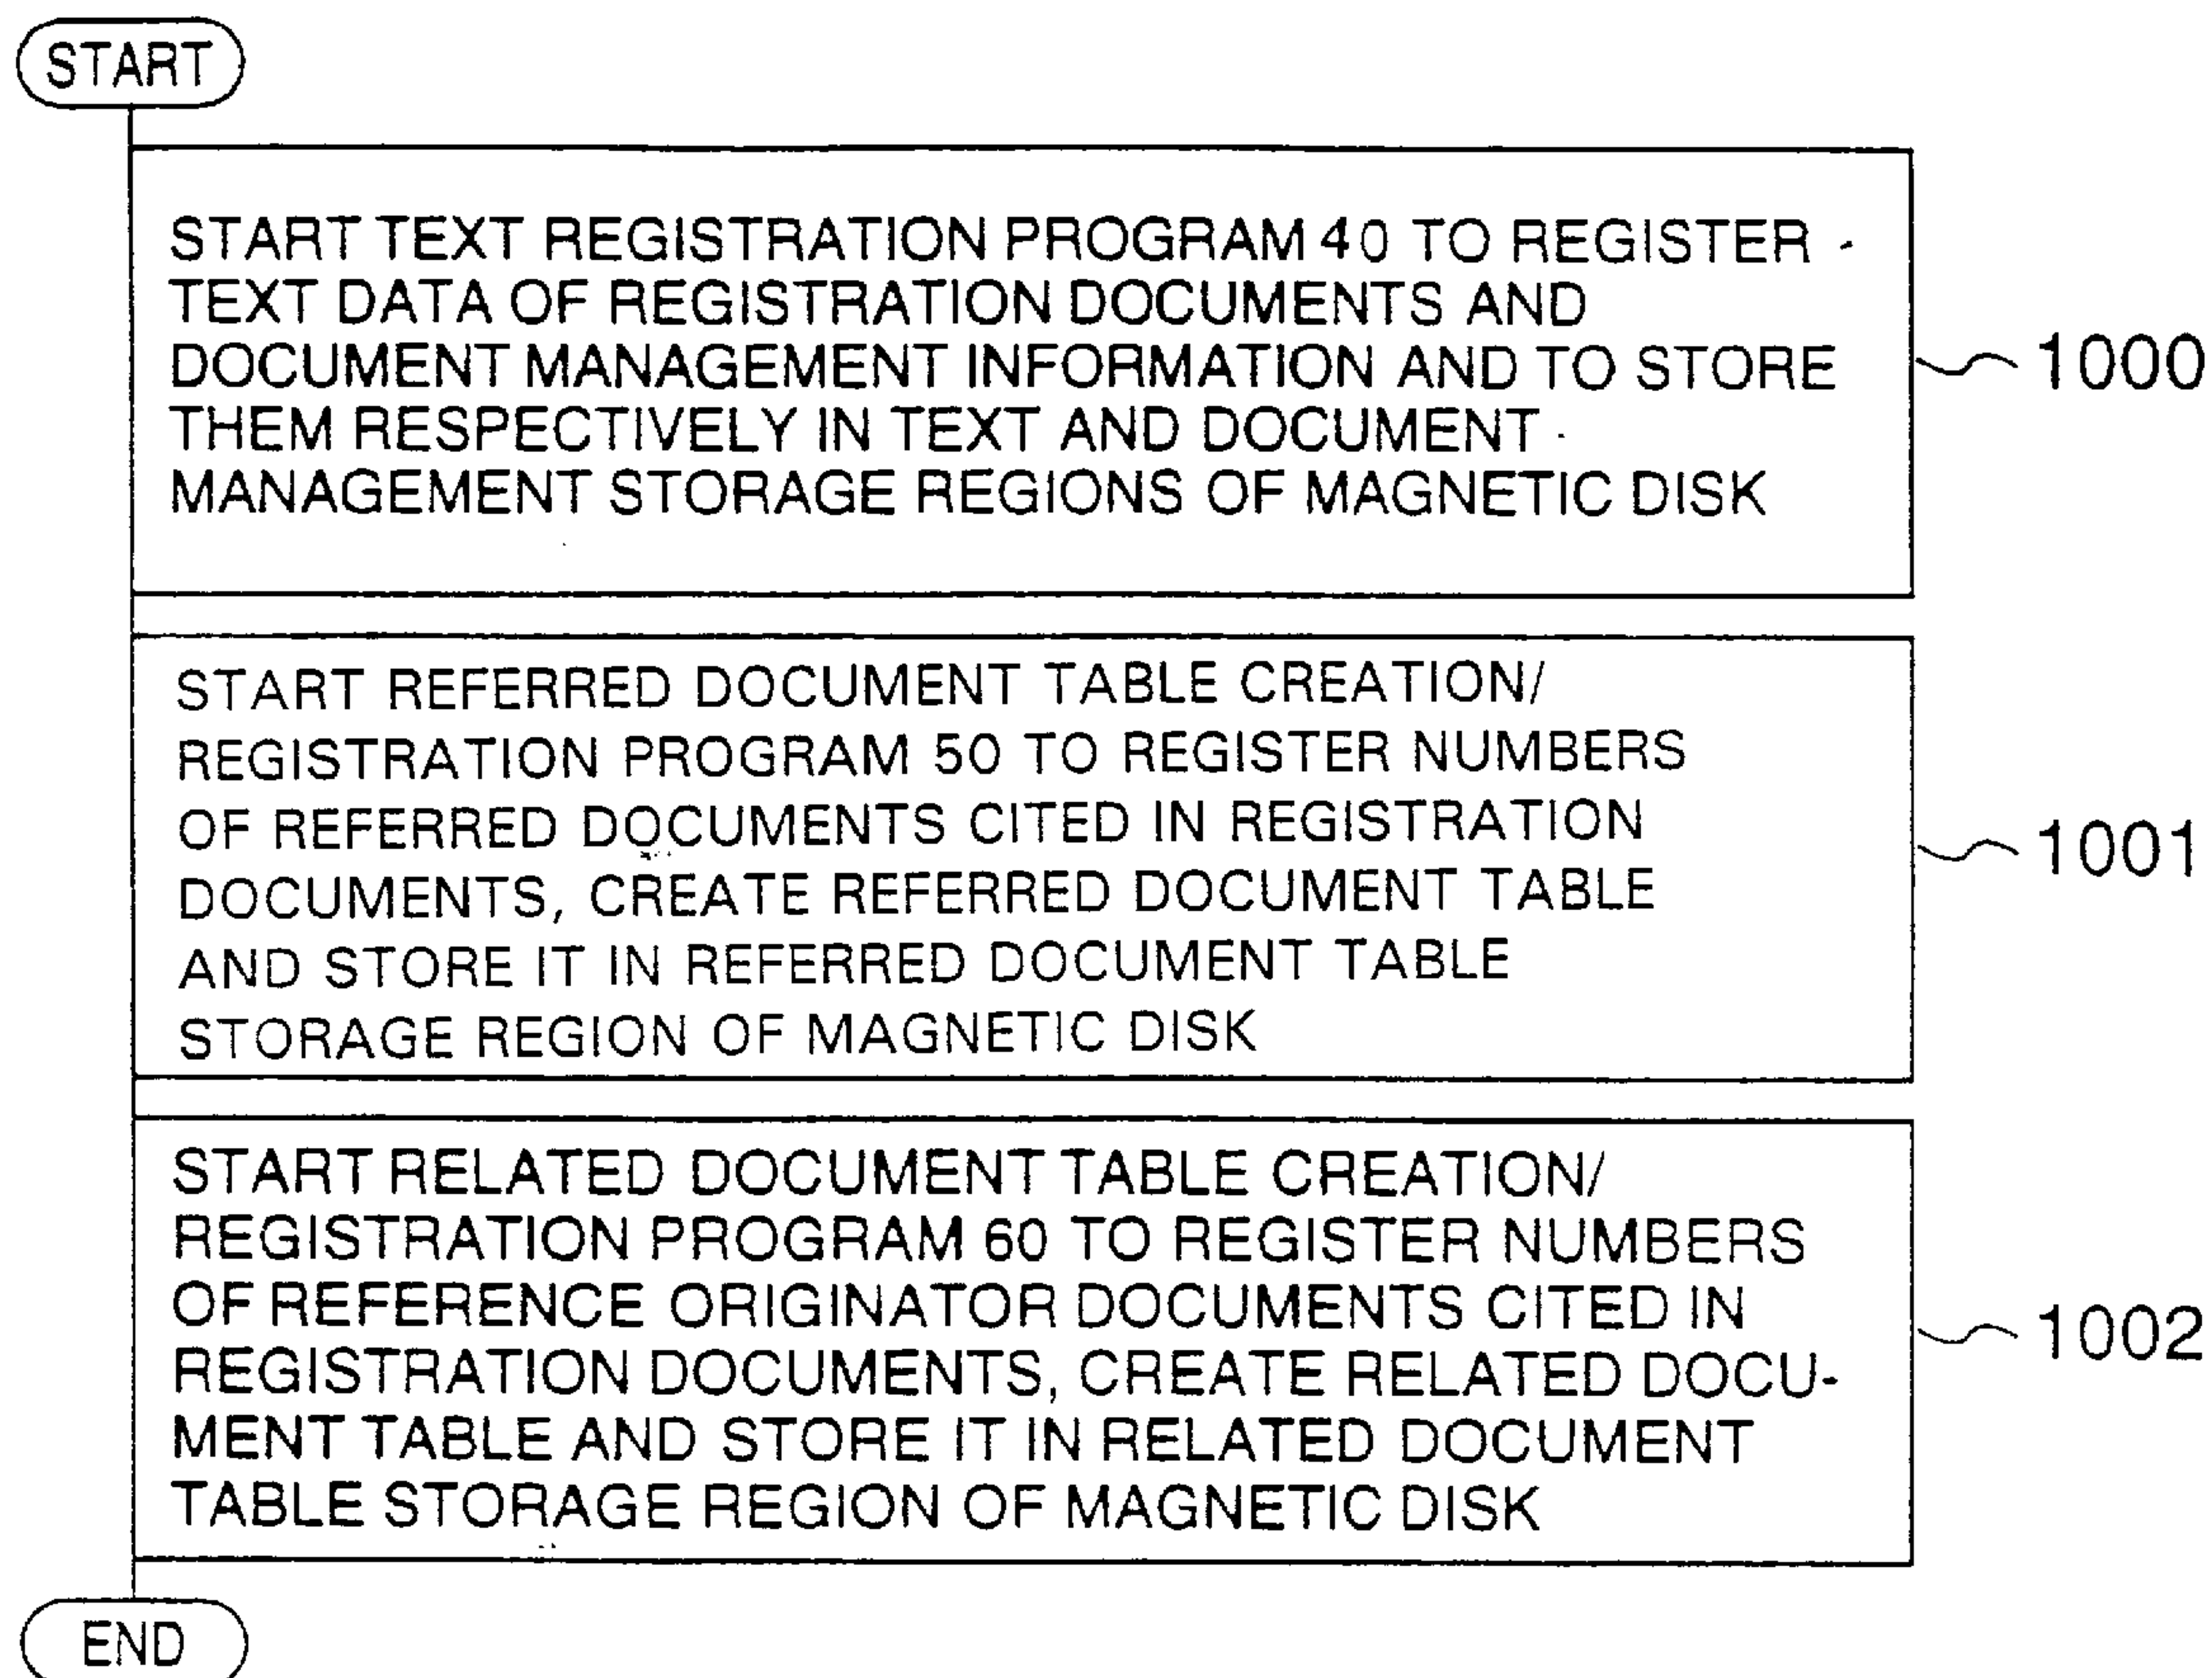 START
START TEXT REGISTRATION PROGRAM 40 TO REGISTER
TEXT DATA OF REGISTRATION DOCUMENTS AND
DOCUMENT MANAGEMENT INFORMATION AND TO STORE
THEM RESPECTIVELY IN TEXT AND DOCUMENT
MANAGEMENT STORAGE REGIONS OF MAGNETIC DISK
1000
START REFERRED DOCUMENT TABLE CREATION/
REGISTRATION PROGRAM 50 TO REGISTER NUMBERS
OF REFERRED DOCUMENTS CITED IN REGISTRATION
DOCUMENTS, CREATE REFERRED DOCUMENT TABLE
AND STORE IT IN REFERRED DOCUMENT TABLE
STORAGE REGION OF MAGNETIC DISK
1001
START RELATED DOCUMENT TABLE CREATION/
REGISTRATION PROGRAM 60 TO REGISTER NUMBERS
OF REFERENCE ORIGINATOR DOCUMENTS CITED IN
REGISTRATION DOCUMENTS, CREATE RELATED DOCU-
MENT TABLE AND STORE IT IN RELATED DOCUMENT
TABLE STORAGE REGION OF MAGNETIC DISK
1002
END